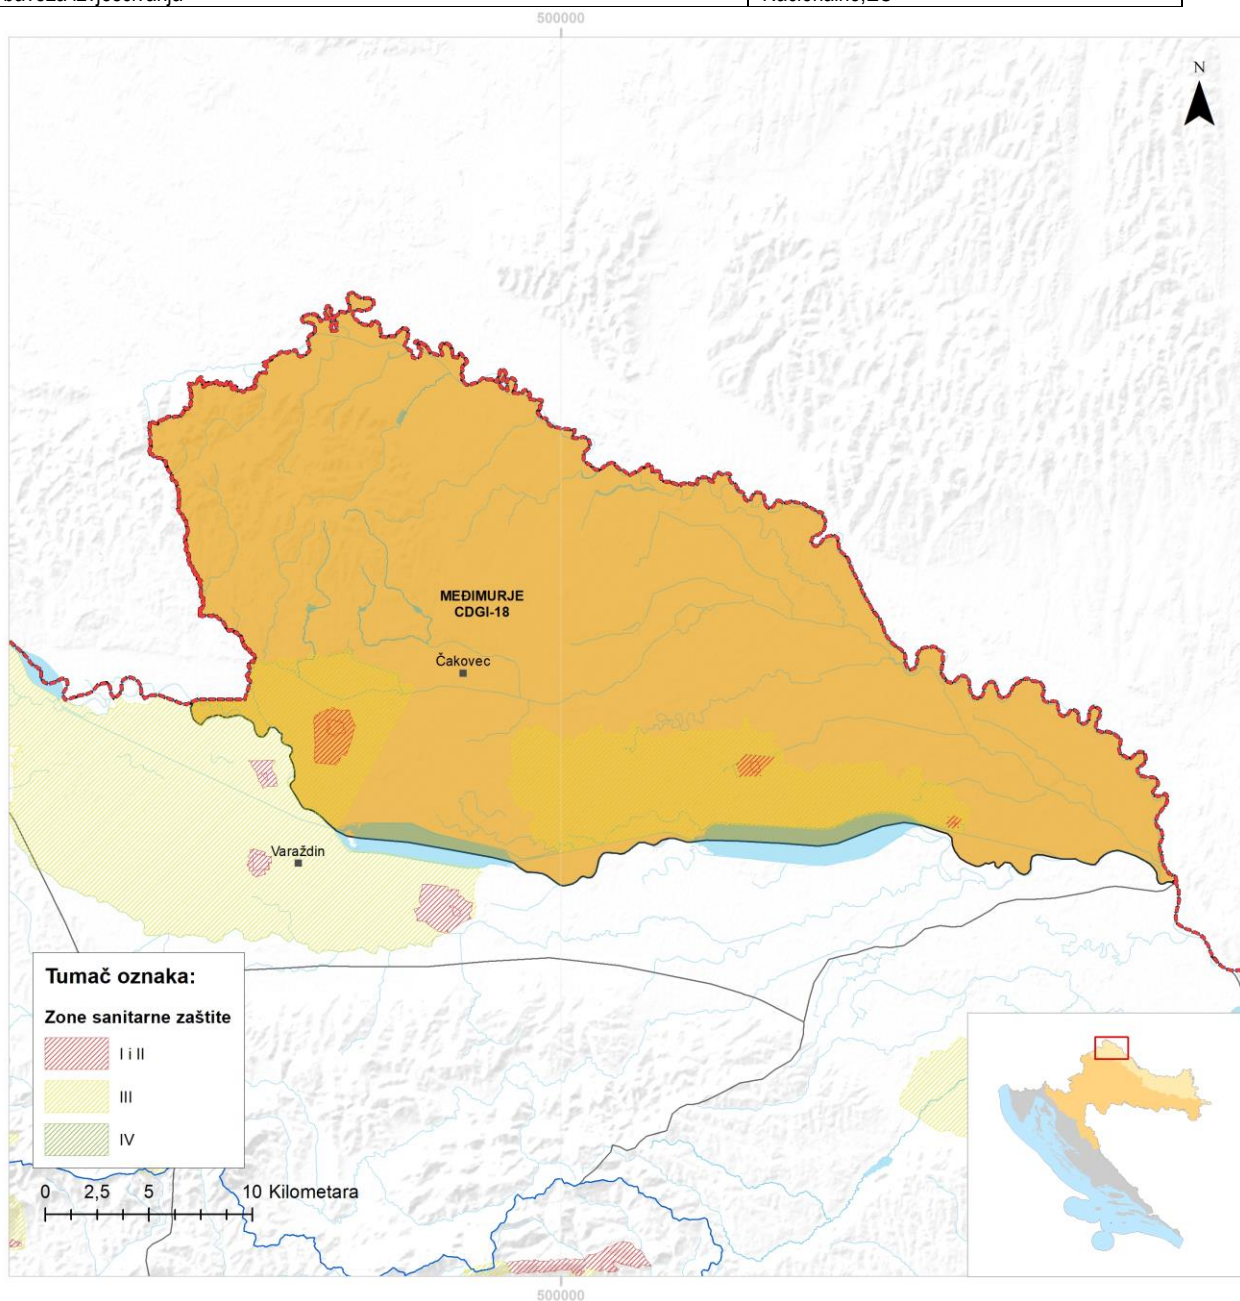 500000
N
MEĐIMURJE
CDGI-18
Čakovec
Varaždin
Tumač oznaka:
Zone sanitarne zaštite
I i II
III
IV
0 2,5 5 10 Kilometara
500000